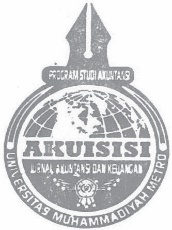 PROGRAM STUDI AKUNTANSI
AKUISISI
JURNAL AKUNTANSI DAN KEUANGAN
UNIVERSITAS MUHAMMADIYAH METRO